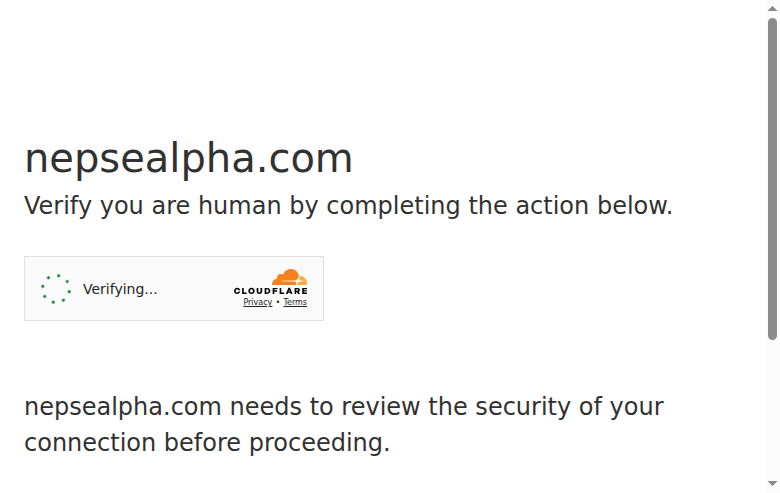 nepsealpha.com
Verify you are human by completing the action below.
Verifying...
CLOUDFLARE
Privacy • Terms
nepsealpha.com needs to review the security of your
connection before proceeding.